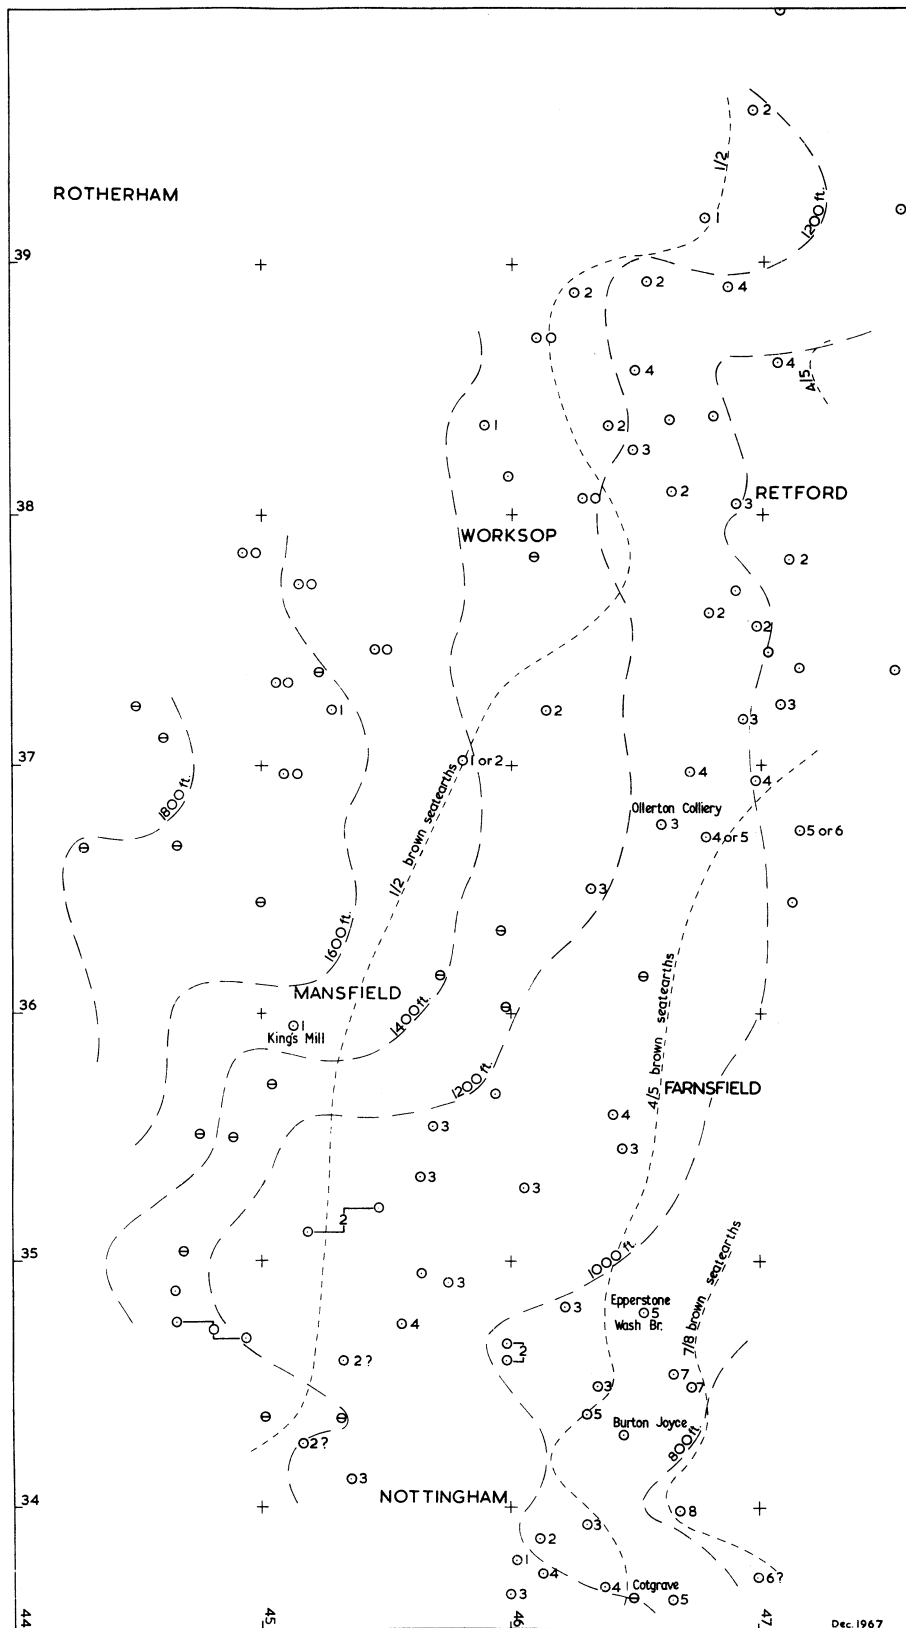 2
1/2
ROTHERHAM
1
1200 ft.
39
2
2
4
O
4
4
4/5
1
2
3
2
RETFORD
3
38
O
WORKSOP
O
2
O
2
2
O
O
1
2
3
3
37
1 or 2
O
4
4
1800 ft.
Ollerton Colliery
3
4 or 5
5 or 6
1/2 brown seatearths
3
1600 ft.
MANSFIELD
1400 ft.
4/5 brown seatearths
36
1
King's Mill
1200 ft.
FARNSFIELD
4
3
3
3
3
2
7/8 brown seatearths
35
1000 ft.
3
Epperstone
Wash Br.
3
5
4
2
2?
7
3
7
5
Burton Joyce
2?
800 ft.
3
34
NOTTINGHAM
8
3
2
1
4
6?
4
Cotgrave
3
5
44
45
46
47
Dec. 1967